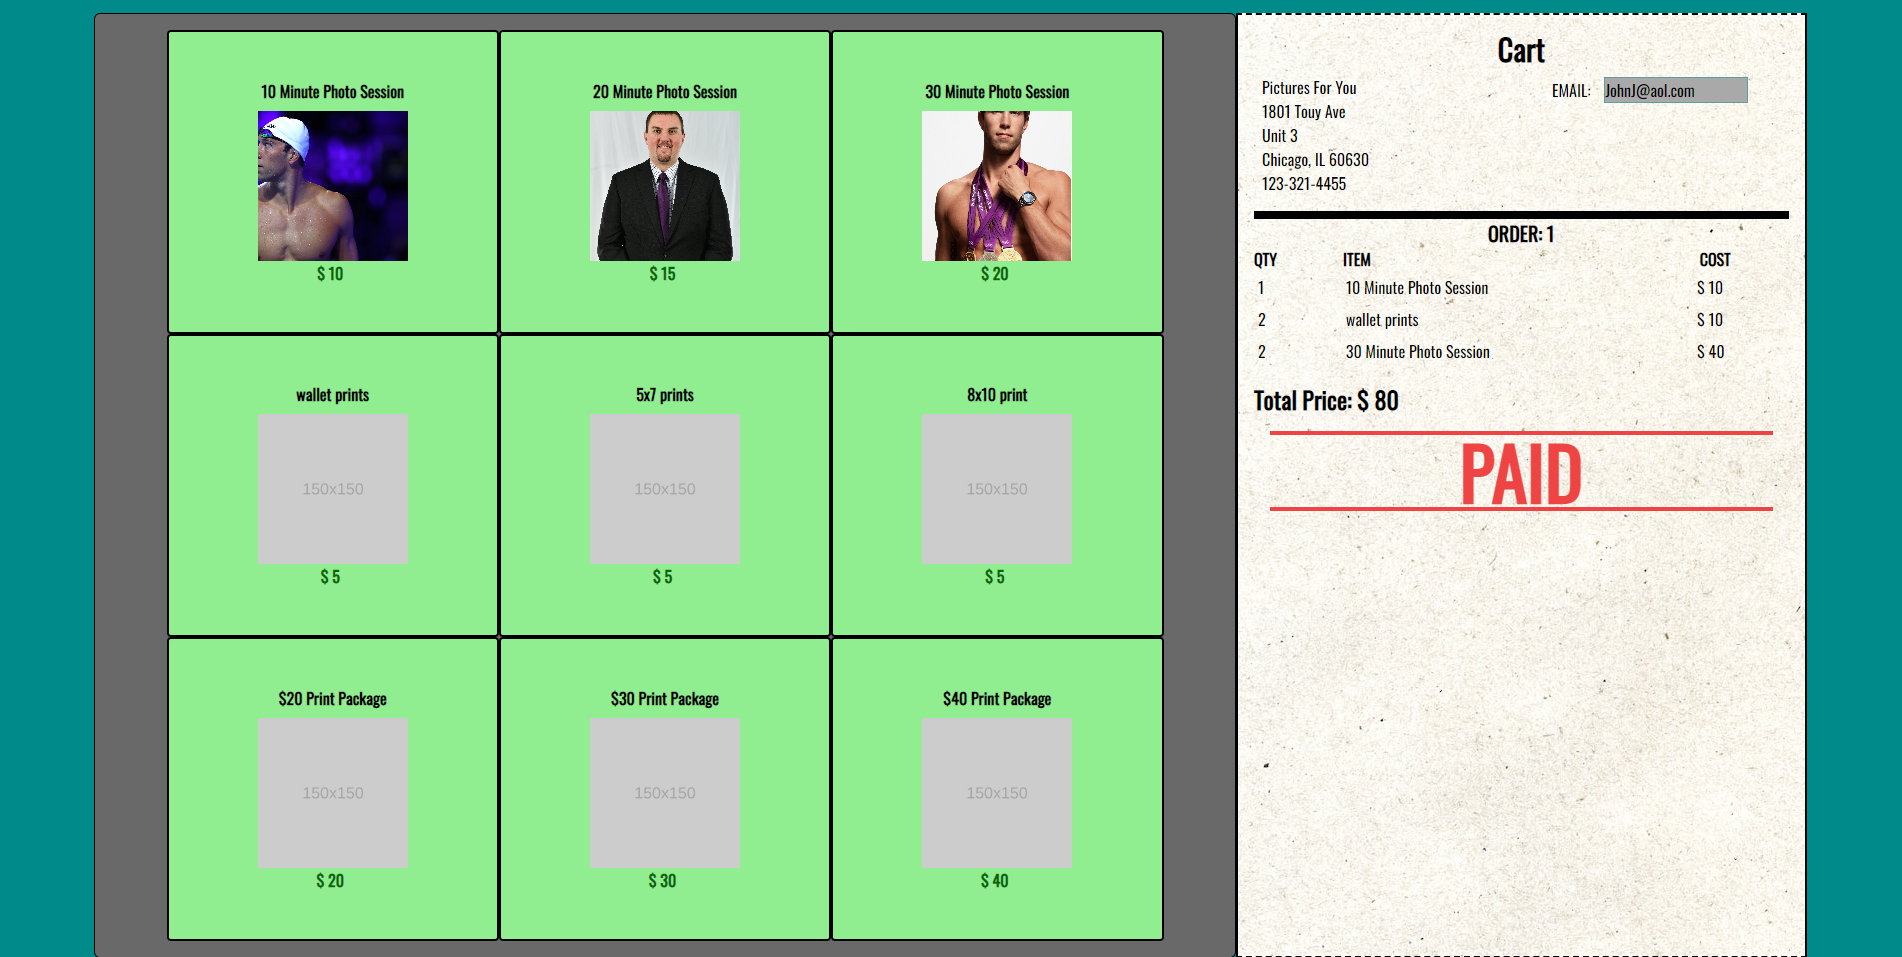 10 Minute Photo Session
20 Minute Photo Session
30 Minute Photo Session
$ 10
$ 15
$ 20
wallet prints
5x7 prints
8x10 print
150x150
150x150
150x150
$ 5
$ 5
$ 5
$20 Print Package
$30 Print Package
$40 Print Package
150x150
150x150
150x150
$ 20
$ 30
$ 40
Cart
Pictures For You
1801 Touy Ave
Unit 3
Chicago, IL 60630
123-321-4455
EMAIL: JohnJ@aol.com
ORDER: 1
QTY ITEM COST
1 10 Minute Photo Session $ 10
2 wallet prints $ 10
2 30 Minute Photo Session $ 40
Total Price: $ 80
PAID